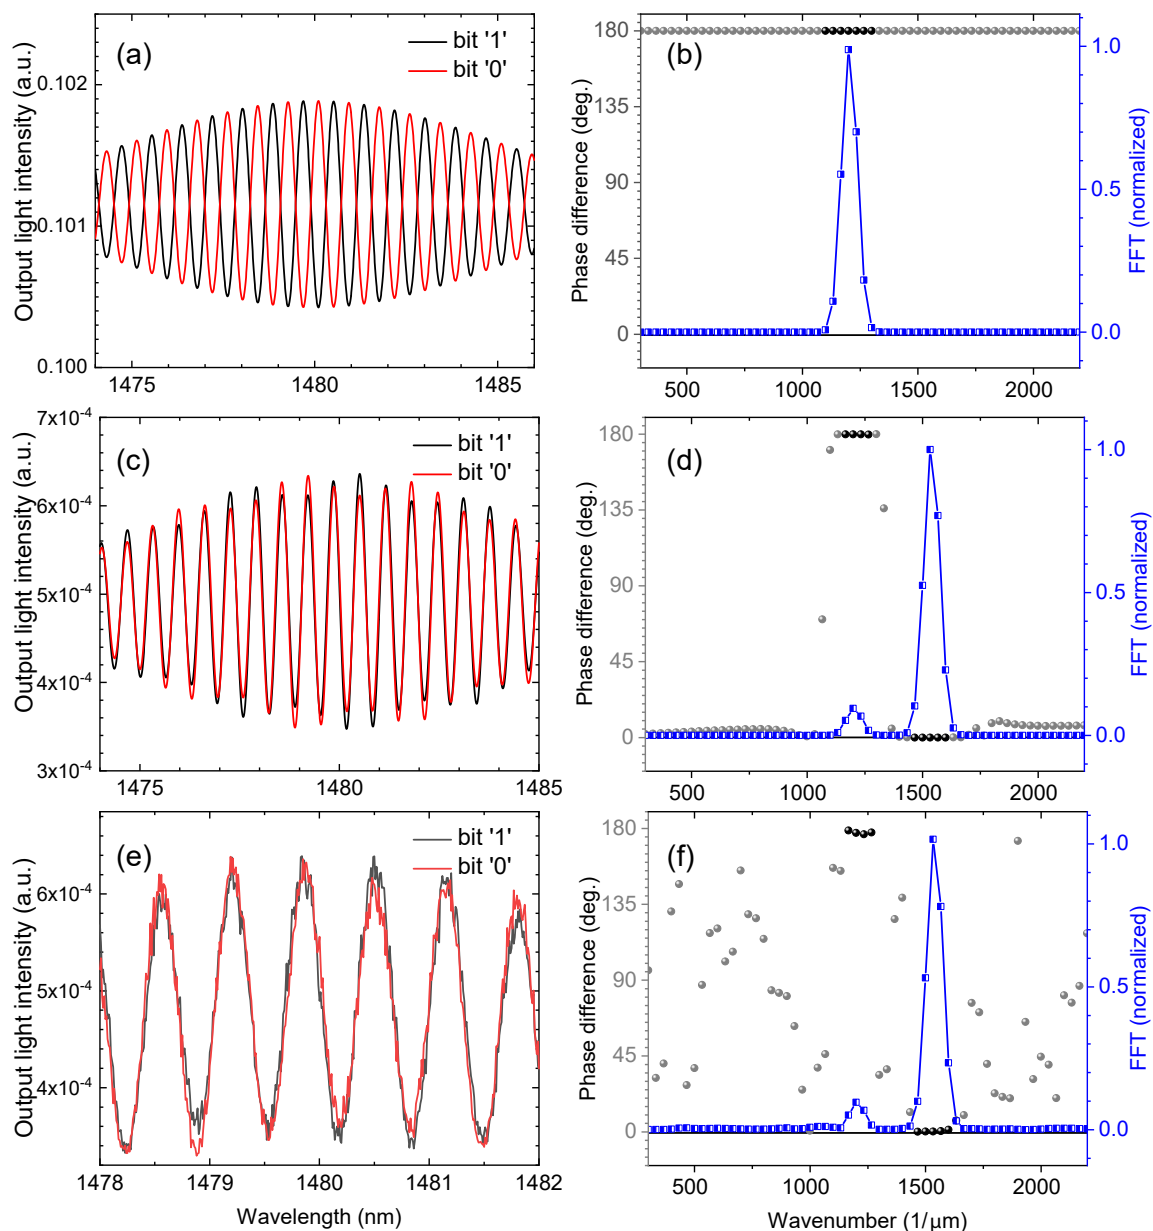 (a)
bit '1'
bit '0'
Output light intensity (a.u.)
0.102
0.101
0.100
1475
1480
1485
(b)
Phase difference (deg.)
180
135
90
45
0
FFT (normalized)
1.0
0.5
0.0
500
1000
1500
2000
(c)
bit '1'
bit '0'
Output light intensity (a.u.)
7x10⁻⁴
6x10⁻⁴
5x10⁻⁴
4x10⁻⁴
3x10⁻⁴
1475
1480
1485
(d)
Phase difference (deg.)
180
135
90
45
0
FFT (normalized)
1.0
0.5
0.0
500
1000
1500
2000
(e)
bit '1'
bit '0'
Output light intensity (a.u.)
6x10⁻⁴
5x10⁻⁴
4x10⁻⁴
1478
1479
1480
1481
1482
Wavelength (nm)
(f)
Phase difference (deg.)
180
135
90
45
0
FFT (normalized)
1.0
0.5
0.0
500
1000
1500
2000
Wavenumber (1/μm)